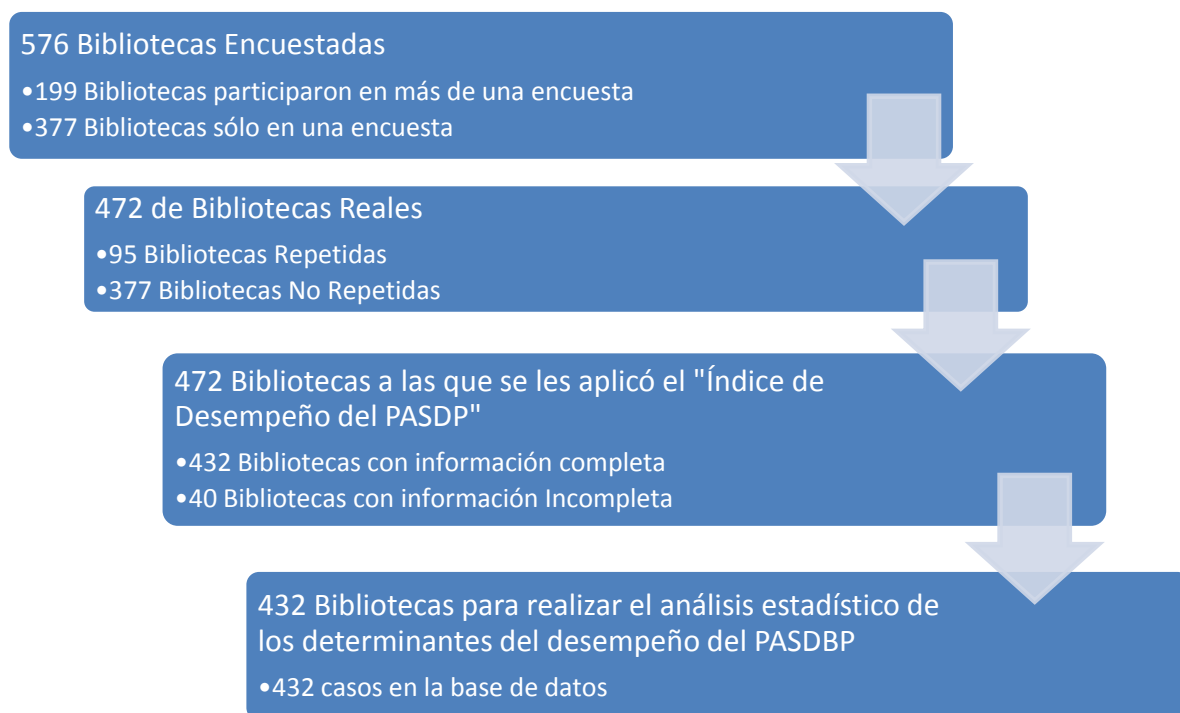 576 Bibliotecas Encuestadas
•199 Bibliotecas participaron en más de una encuesta
•377 Bibliotecas sólo en una encuesta
472 de Bibliotecas Reales
•95 Bibliotecas Repetidas
•377 Bibliotecas No Repetidas
472 Bibliotecas a las que se les aplicó el "Índice de
Desempeño del PASDP"
•432 Bibliotecas con información completa
•40 Bibliotecas con información Incompleta
432 Bibliotecas para realizar el análisis estadístico de
los determinantes del desempeño del PASDBP
•432 casos en la base de datos